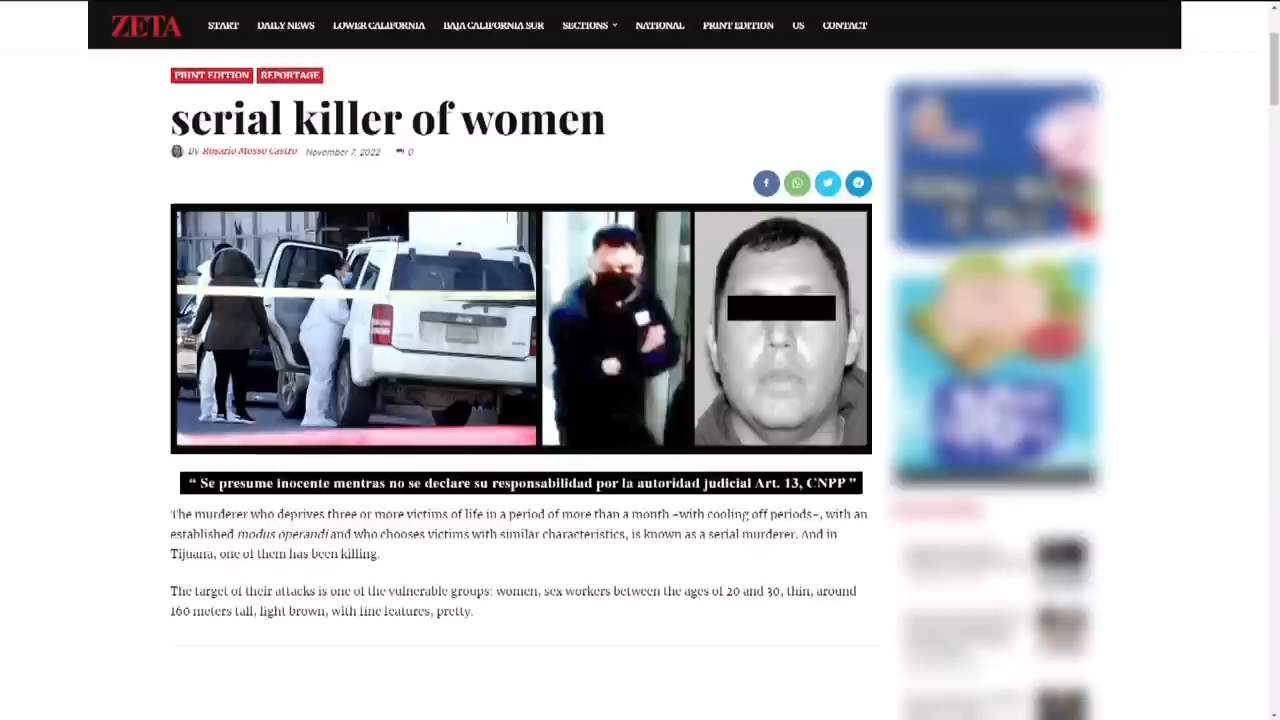 ZETA START DAILY NEWS LOWER CALIFORNIA BAJA CALIFORNIA SUR SECTIONS NATIONAL PRINT EDITION US CONTACT
PRINT EDITION REPORTAGE
serial killer of women
By Rosario Mosso Castro November 7, 2022 0
“ Se presume inocente mentras no se declare su responsabilidad por la autoridad judicial Art. 13, CNPP ”
The murderer who deprives three or more victims of life in a period of more than a month –with cooling off periods–, with an
established modus operandi and who chooses victims with similar characteristics, is known as a serial murderer. And in
Tijuana, one of them has been killing.
The target of their attacks is one of the vulnerable groups: women, sex workers between the ages of 20 and 30, thin, around
160 meters tall, light brown, with fine features, pretty.